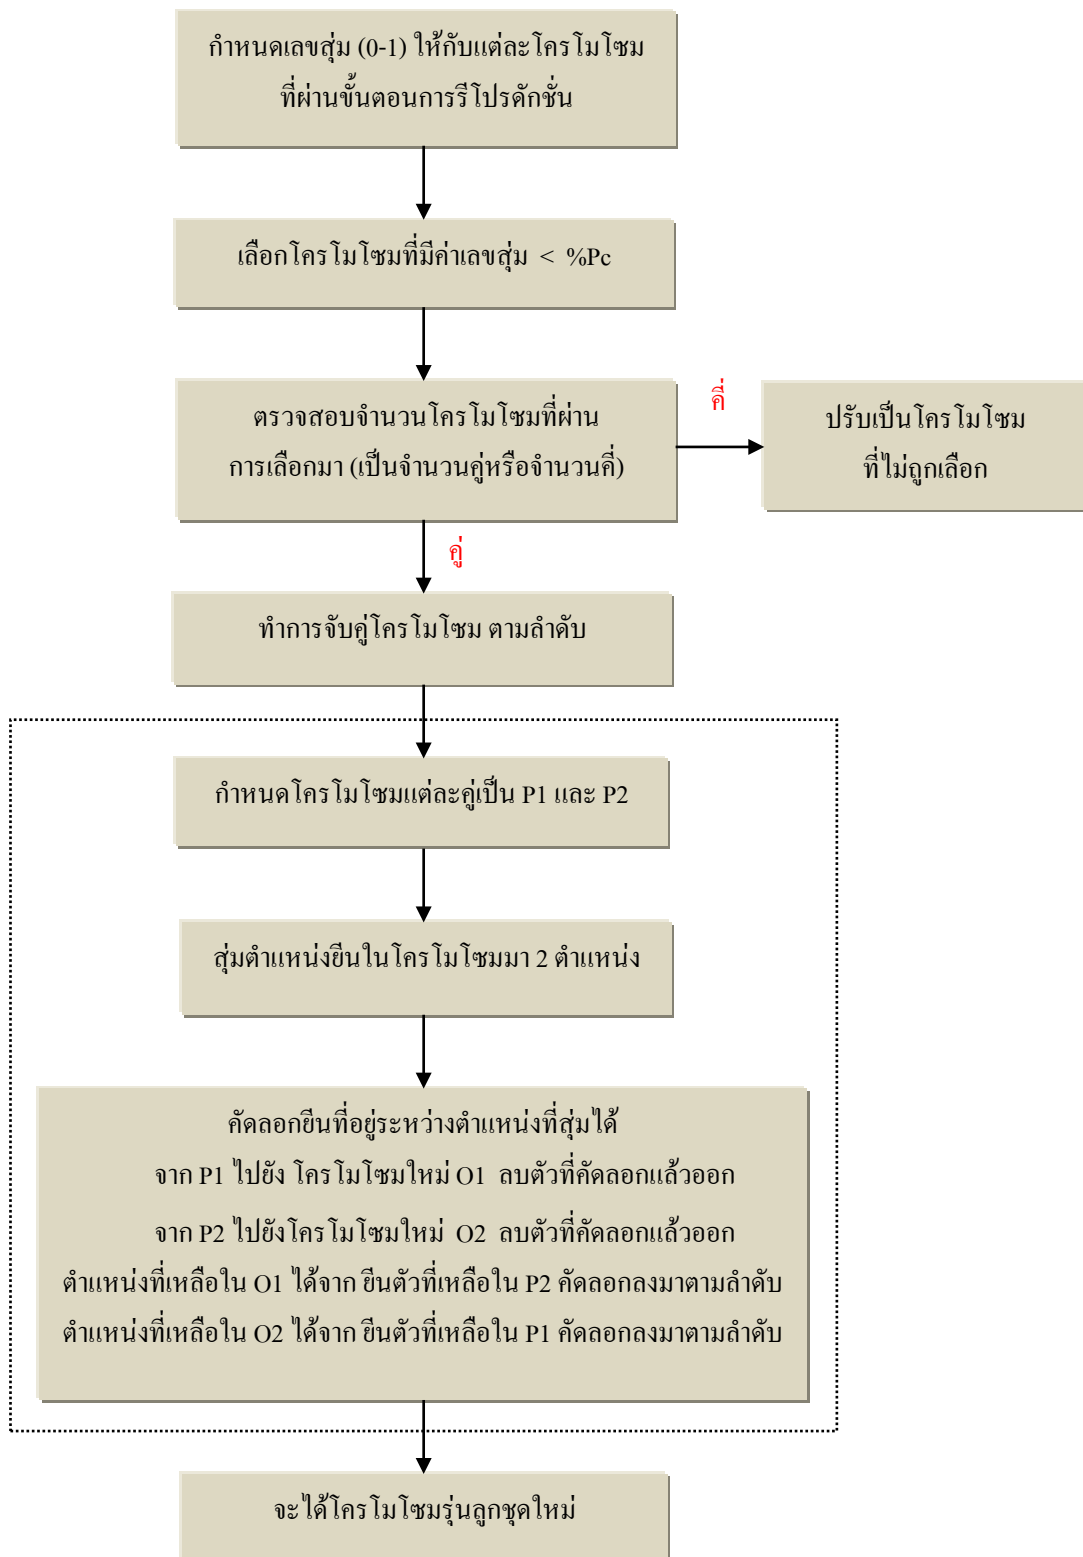 กำหนดเลขสุ่ม (0-1) ให้กับแต่ละโครโมโซม
ที่ผ่านขั้นตอนการรีโปรดักชั่น
เลือกโครโมโซมที่มีค่าเลขสุ่ม < %Pc
ตรวจสอบจำนวนโครโมโซมที่ผ่าน
การเลือกมา (เป็นจำนวนคู่หรือจำนวนคี่)
คี่
ปรับเป็นโครโมโซม
ที่ไม่ถูกเลือก
คู่
ทำการจับคู่โครโมโซม ตามลำดับ
กำหนดโครโมโซมแต่ละคู่เป็น P1 และ P2
สุ่มตำแหน่งยีนในโครโมโซมมา 2 ตำแหน่ง
คัดลอกยีนที่อยู่ระหว่างตำแหน่งที่สุ่มได้
จาก P1 ไปยัง โครโมโซมใหม่ O1 ลบตัวที่คัดลอกแล้วออก
จาก P2 ไปยังโครโมโซมใหม่ O2 ลบตัวที่คัดลอกแล้วออก
ตำแหน่งที่เหลือใน O1 ได้จาก ยีนตัวที่เหลือใน P2 คัดลอกลงมาตามลำดับ
ตำแหน่งที่เหลือใน O2 ได้จาก ยีนตัวที่เหลือใน P1 คัดลอกลงมาตามลำดับ
จะได้โครโมโซมรุ่นลูกชุดใหม่